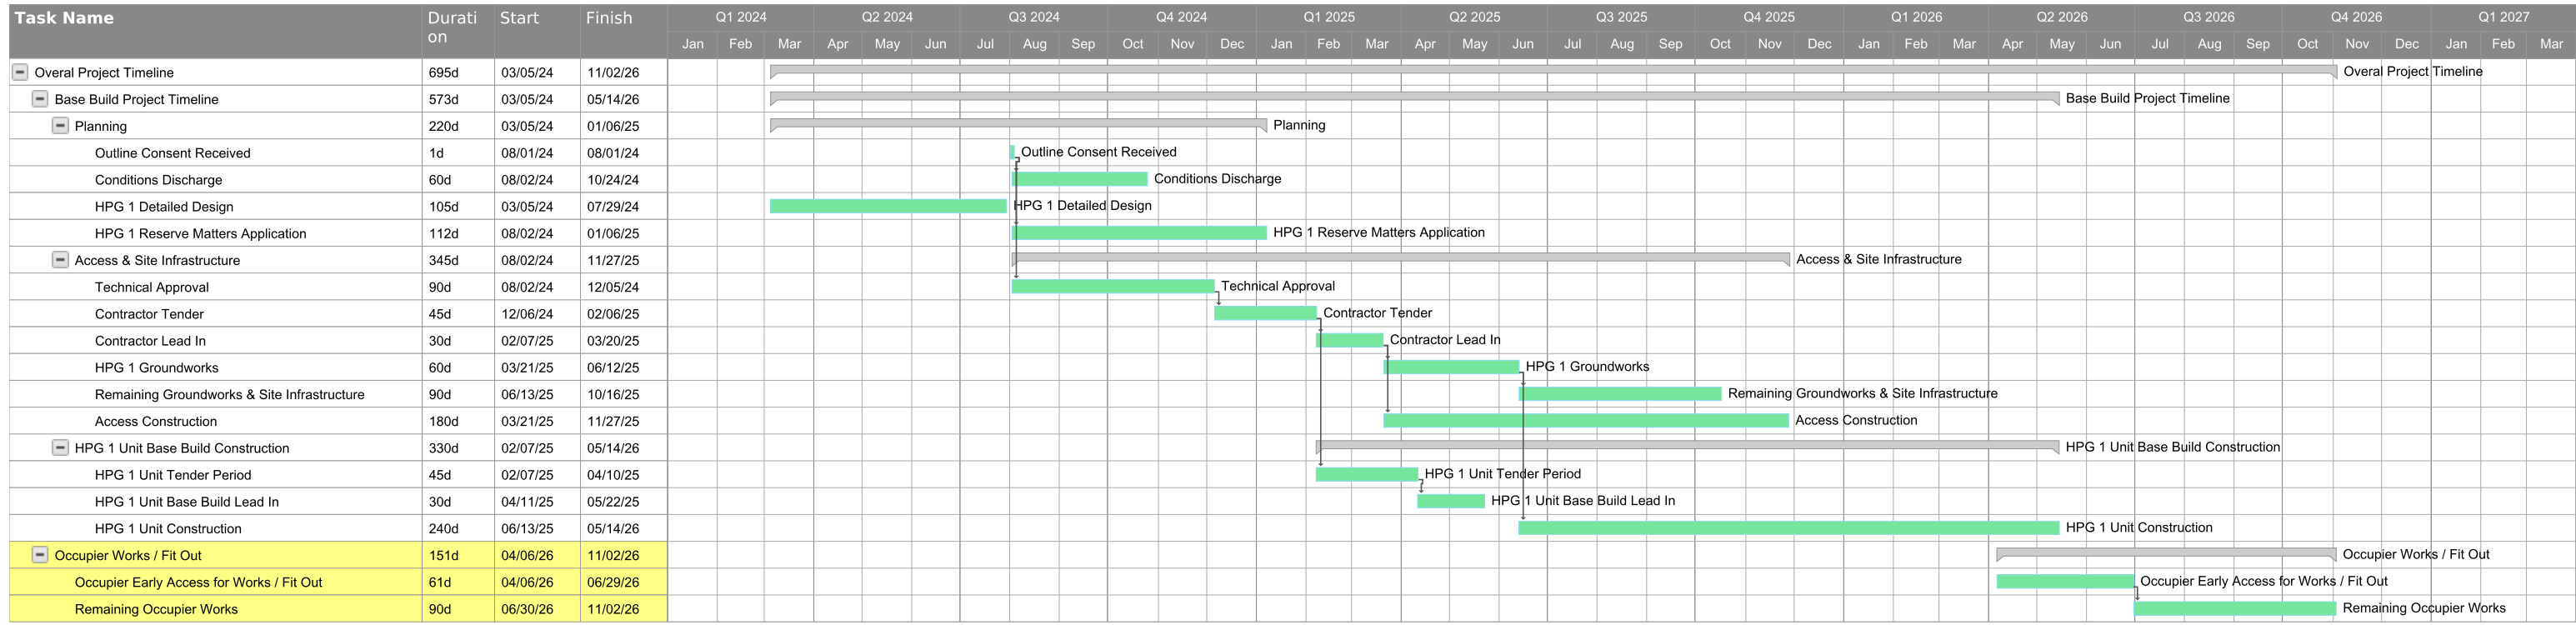 Task Name Durati Start Finish Q1 2024 Q2 2024 Q3 2024 Q4 2024 Q1 2025 Q2 2025 Q3 2025 Q4 2025 Q1 2026 Q2 2026 Q3 2026 Q4 2026 Q1 2027
on
Jan Feb Mar Apr May Jun Jul Aug Sep Oct Nov Dec Jan Feb Mar Apr May Jun Jul Aug Sep Oct Nov Dec Jan Feb Mar Apr May Jun Jul Aug Sep Oct Nov Dec Jan Feb Mar
Overal Project Timeline 695d 03/05/24 11/02/26 Overal Project Timeline
Base Build Project Timeline 573d 03/05/24 05/14/26 Base Build Project Timeline
Planning 220d 03/05/24 01/06/25 Planning
Outline Consent Received 1d 08/01/24 08/01/24 Outline Consent Received
Conditions Discharge 60d 08/02/24 10/24/24 Conditions Discharge
HPG 1 Detailed Design 105d 03/05/24 07/29/24 HPG 1 Detailed Design
HPG 1 Reserve Matters Application 112d 08/02/24 01/06/25 HPG 1 Reserve Matters Application
Access & Site Infrastructure 345d 08/02/24 11/27/25 Access & Site Infrastructure
Technical Approval 90d 08/02/24 12/05/24 Technical Approval
Contractor Tender 45d 12/06/24 02/06/25 Contractor Tender
Contractor Lead In 30d 02/07/25 03/20/25 Contractor Lead In
HPG 1 Groundworks 60d 03/21/25 06/12/25 HPG 1 Groundworks
Remaining Groundworks & Site Infrastructure 90d 06/13/25 10/16/25 Remaining Groundworks & Site Infrastructure
Access Construction 180d 03/21/25 11/27/25 Access Construction
HPG 1 Unit Base Build Construction 330d 02/07/25 05/14/26 HPG 1 Unit Base Build Construction
HPG 1 Unit Tender Period 45d 02/07/25 04/10/25 HPG 1 Unit Tender Period
HPG 1 Unit Base Build Lead In 30d 04/11/25 05/22/25 HPG 1 Unit Base Build Lead In
HPG 1 Unit Construction 240d 06/13/25 05/14/26 HPG 1 Unit Construction
Occupier Works / Fit Out 151d 04/06/26 11/02/26 Occupier Works / Fit Out
Occupier Early Access for Works / Fit Out 61d 04/06/26 06/29/26 Occupier Early Access for Works / Fit Out
Remaining Occupier Works 90d 06/30/26 11/02/26 Remaining Occupier Works